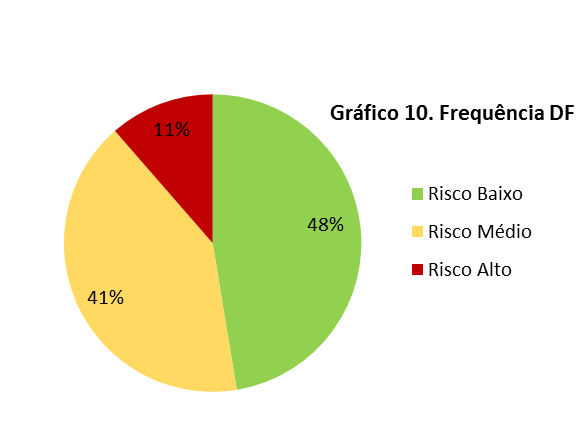 Gráfico 10. Frequência DF
11%
Risco Baixo
48%
Risco Médio
Risco Alto
41%